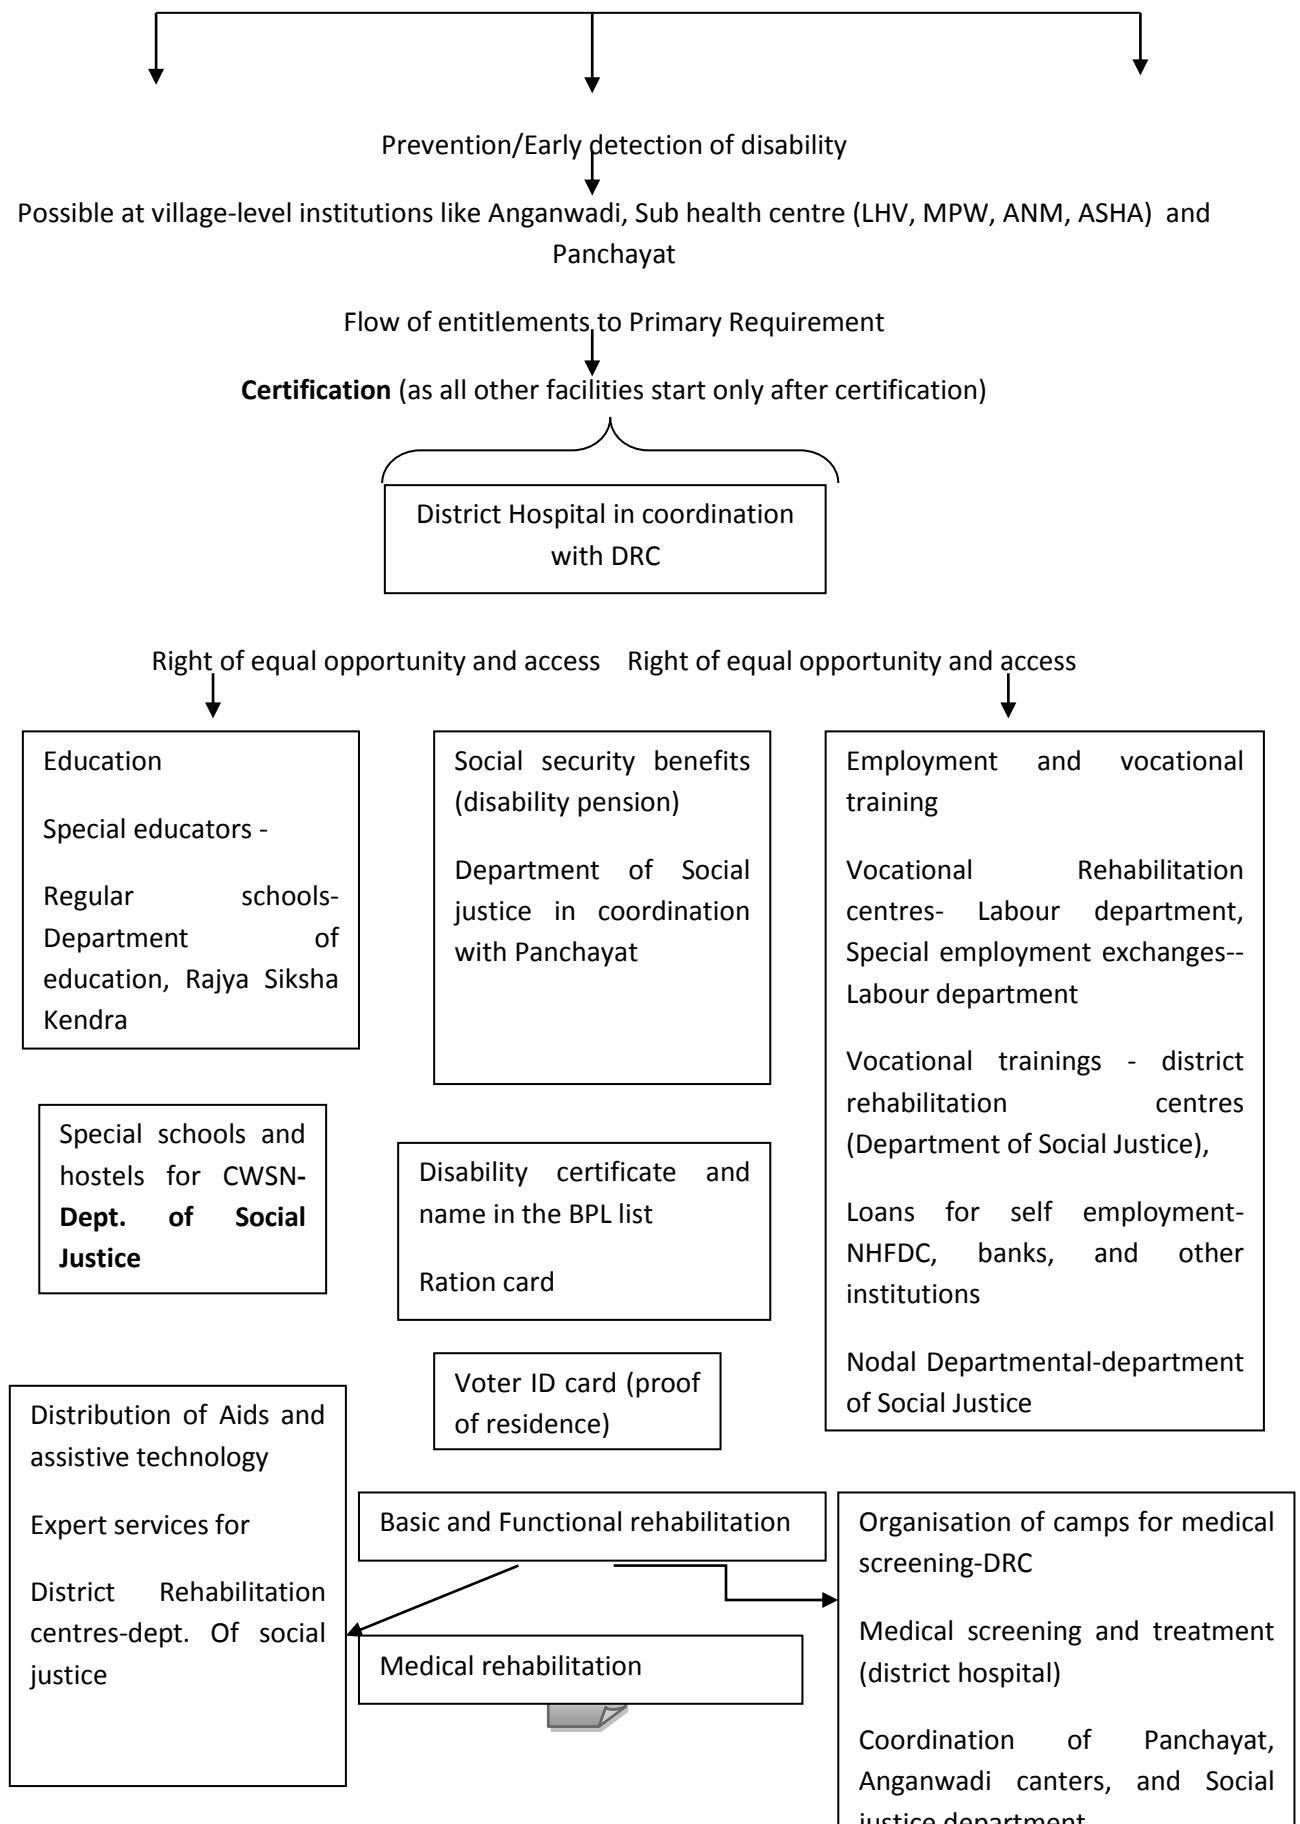 Prevention/Early detection of disability
Possible at village-level institutions like Anganwadi, Sub health centre (LHV, MPW, ANM, ASHA)  and
Panchayat
Flow of entitlements to Primary Requirement
Certification (as all other facilities start only after certification)
District Hospital in coordination
with DRC
Right of equal opportunity and access
Right of equal opportunity and access
Education
Special educators -
Regular schools-
Department of
education, Rajya Siksha
Kendra
Social security benefits
(disability pension)
Department of Social
justice in coordination
with Panchayat
Employment and vocational
training
Vocational Rehabilitation
centres- Labour department,
Special employment exchanges--
Labour department
Vocational trainings - district
rehabilitation centres
(Department of Social Justice),
Loans for self employment-
NHFDC, banks, and other
institutions
Nodal Departmental-department
of Social Justice
Special schools and
hostels for CWSN-
Dept. of Social
Justice
Disability certificate and
name in the BPL list
Ration card
Voter ID card (proof
of residence)
Distribution of Aids and
assistive technology
Expert services for
District Rehabilitation
centres-dept. Of social
justice
Basic and Functional rehabilitation
Medical rehabilitation
Organisation of camps for medical
screening-DRC
Medical screening and treatment
(district hospital)
Coordination of Panchayat,
Anganwadi canters, and Social
justice department